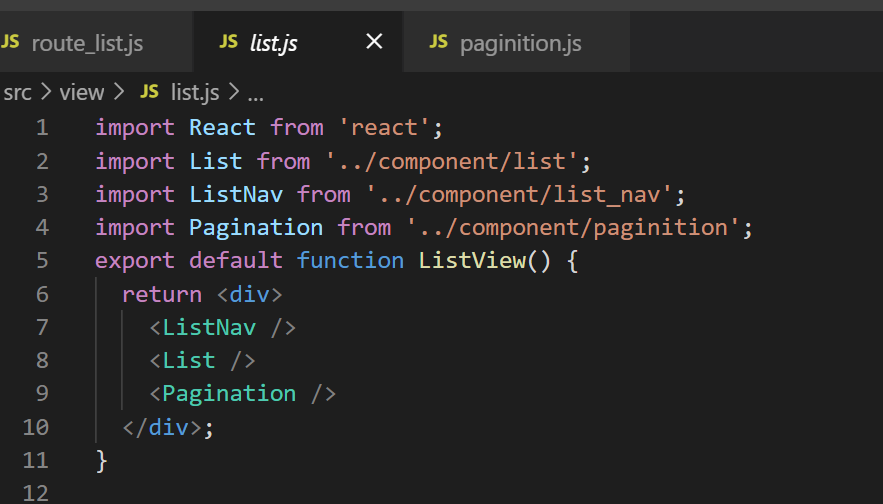 JS route_list.js JS list.js × JS paginition.js
src > view > JS list.js > ...
1 import React from 'react';
2 import List from '../component/list';
3 import ListNav from '../component/list_nav';
4 import Pagination from '../component/paginition';
5 export default function ListView() {
6   return <div>
7     <ListNav />
8     <List />
9     <Pagination />
10   </div>;
11 }
12